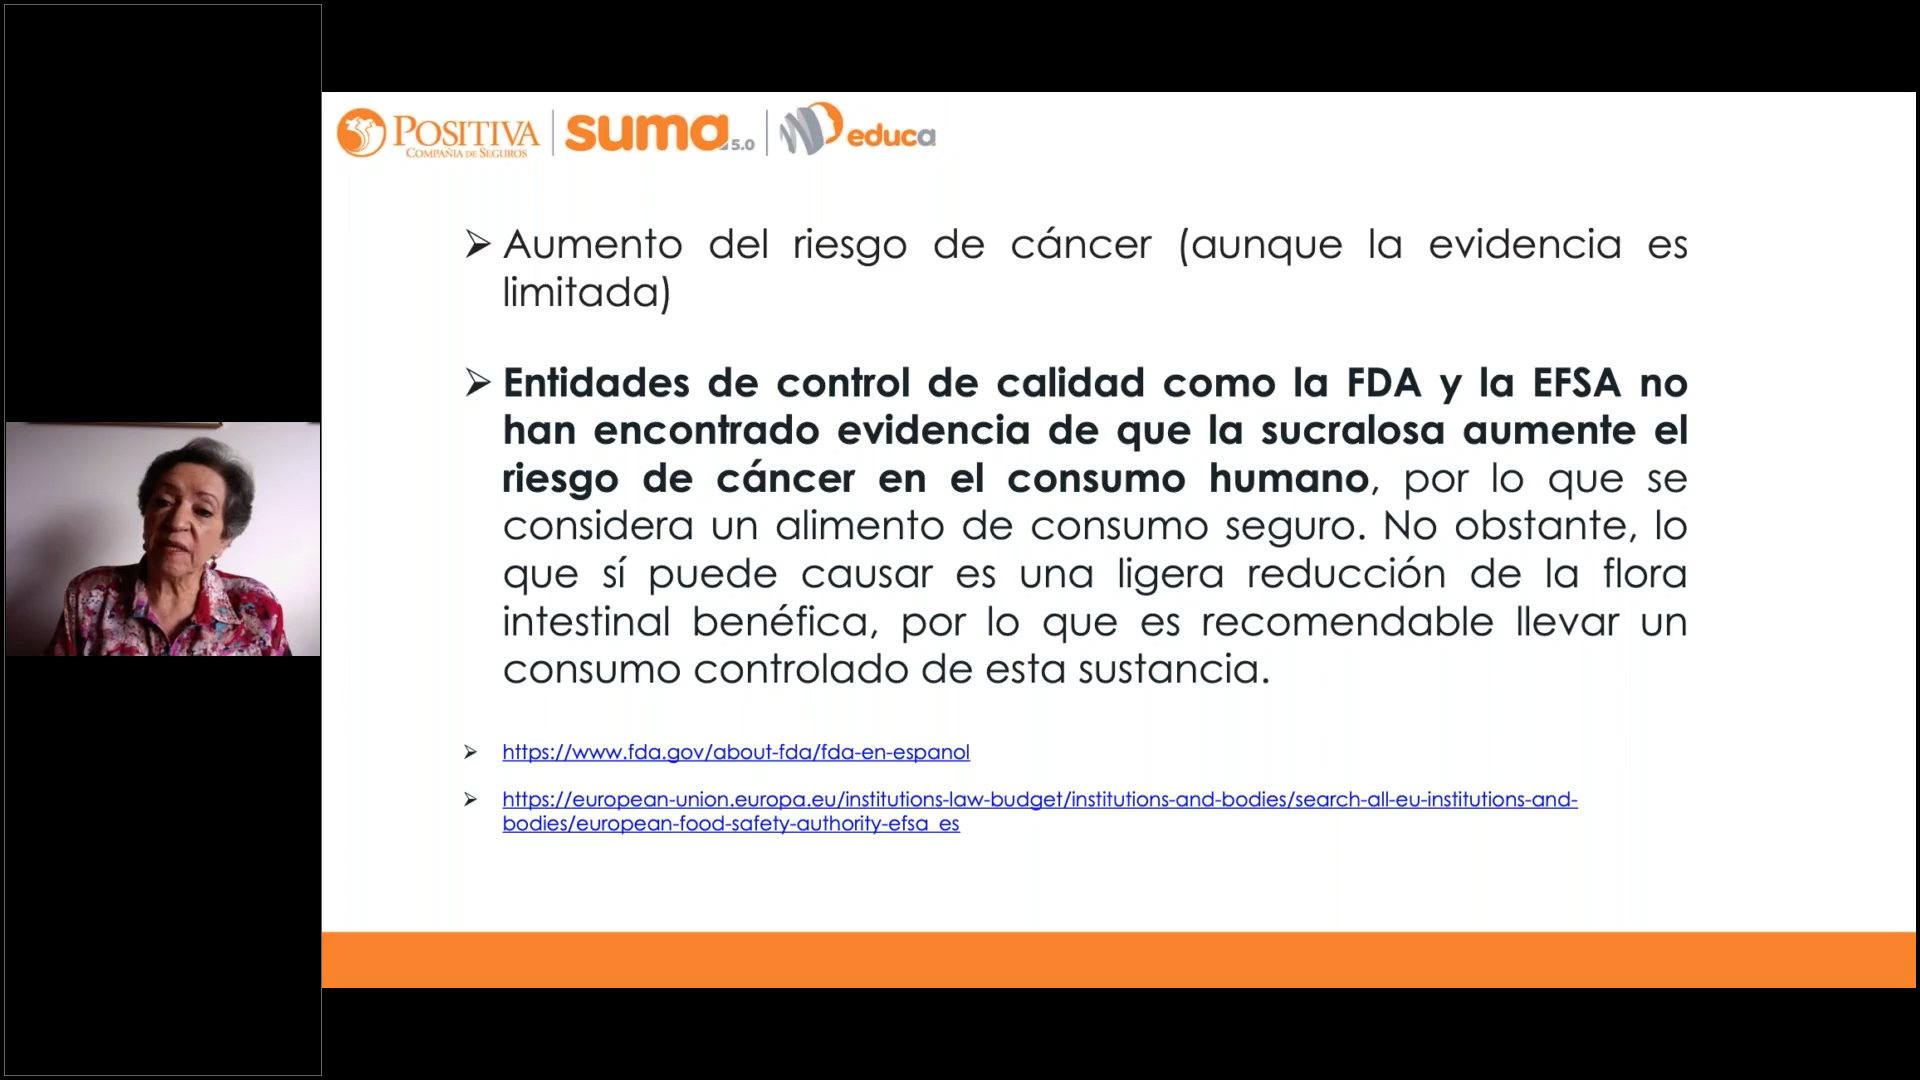 POSITIVA
COMPAÑIA DE SEGUROS
suma 5.0
educa
➢ Aumento del riesgo de cáncer (aunque la evidencia es
limitada)
➢ Entidades de control de calidad como la FDA y la EFSA no
han encontrado evidencia de que la sucralosa aumente el
riesgo de cáncer en el consumo humano, por lo que se
considera un alimento de consumo seguro. No obstante, lo
que sí puede causar es una ligera reducción de la flora
intestinal benéfica, por lo que es recomendable llevar un
consumo controlado de esta sustancia.
➢ https://www.fda.gov/about-fda/fda-en-espanol
➢ https://european-union.europa.eu/institutions-law-budget/institutions-and-bodies/search-all-eu-institutions-and-
bodies/european-food-safety-authority-efsa_es